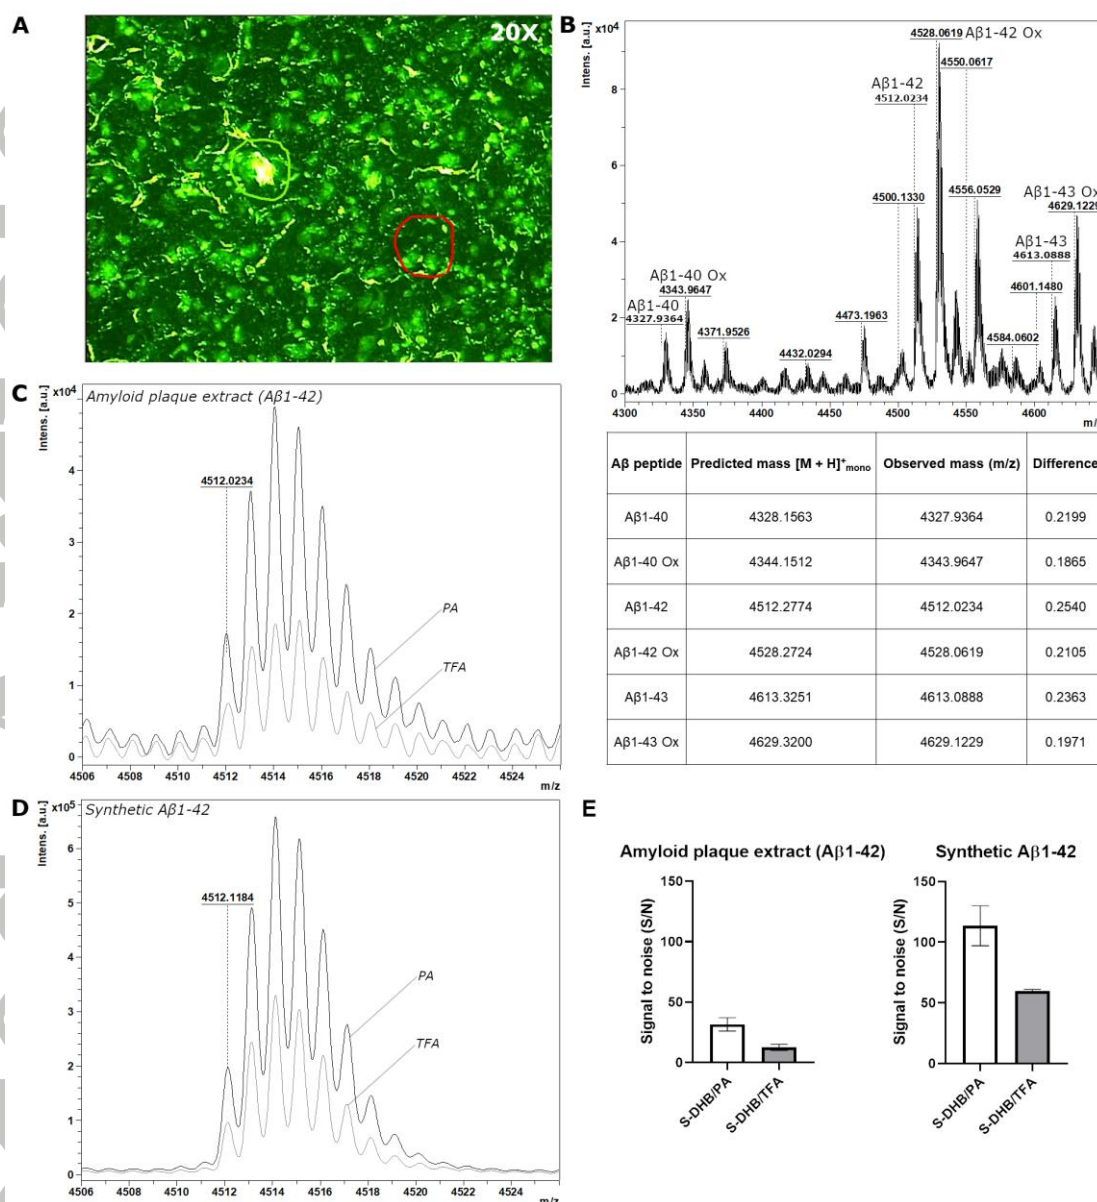 A
20X
B
Intens. [a.u.]
x10⁴
8
6
4
2
0
Aβ1-40
4327.9364
Aβ1-40 Ox
4343.9647
4371.9526
4432.0294
4473.1963
4500.1330
Aβ1-42
4512.0234
4528.0619 Aβ1-42 Ox
4550.0617
4556.0529
4584.0602
4601.1480
Aβ1-43
4613.0888
Aβ1-43 Ox
4629.1229
4300 4350 4400 4450 4500 4550 4600
m/
Aβ peptide Predicted mass [M + H]⁺mono Observed mass (m/z) Difference
Aβ1-40 4328.1563 4327.9364 0.2199
Aβ1-40 Ox 4344.1512 4343.9647 0.1865
Aβ1-42 4512.2774 4512.0234 0.2540
Aβ1-42 Ox 4528.2724 4528.0619 0.2105
Aβ1-43 4613.3251 4613.0888 0.2363
Aβ1-43 Ox 4629.3200 4629.1229 0.1971
C
Intens. [a.u.]
x10⁴
Amyloid plaque extract (Aβ1-42)
4
3
2
1
0
4512.0234
PA
TFA
4506 4508 4510 4512 4514 4516 4518 4520 4522 4524
m/z
D
Intens. [a.u.]
x10⁵
Synthetic Aβ1-42
6
5
4
3
2
1
0
4512.1184
PA
TFA
4506 4508 4510 4512 4514 4516 4518 4520 4522 4524
m/z
E
Amyloid plaque extract (Aβ1-42)
Signal to noise (S/N)
150
100
50
0
S-DHB/PA
S-DHB/TFA
Synthetic Aβ1-42
Signal to noise (S/N)
150
100
50
0
S-DHB/PA
S-DHB/TFA